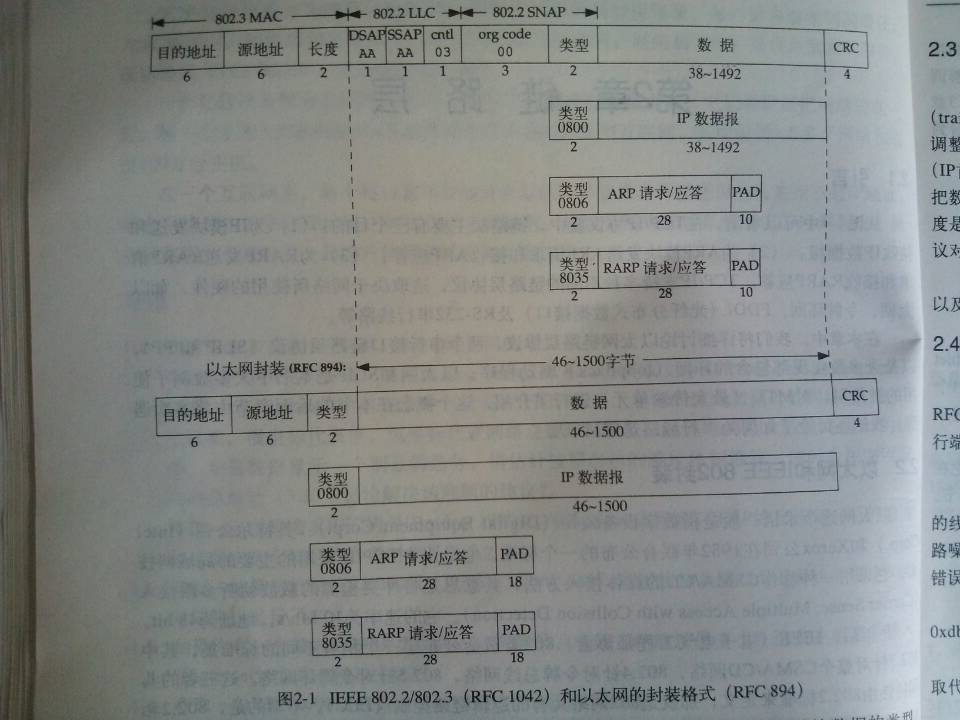 802.3 MAC 802.2 LLC 802.2 SNAP
目的地址 源地址 长度 DSAP AA SSAP AA cntl 03 org code 00 类型 数 据 CRC
6 6 2 1 1 1 3 2 38~1492 4
类型 0800 IP 数据报
2 38~1492
类型 0806 ARP 请求/应答 PAD
2 28 10
类型 8035 RARP 请求/应答 PAD
2 28 10
46~1500字节
以太网封装 (RFC 894):
目的地址 源地址 类型 数 据 CRC
6 6 2 46~1500 4
类型 0800 IP 数据报
2 46~1500
类型 0806 ARP 请求/应答 PAD
2 28 18
类型 8035 RARP 请求/应答 PAD
2 28 18
图2-1 IEEE 802.2/802.3（RFC 1042）和以太网的封装格式（RFC 894）
2.3
(tran
调整
(IP首
把数
度是
议对
以及
2.4
RFC
行端
的线
路噪
错误
0xdb
取代